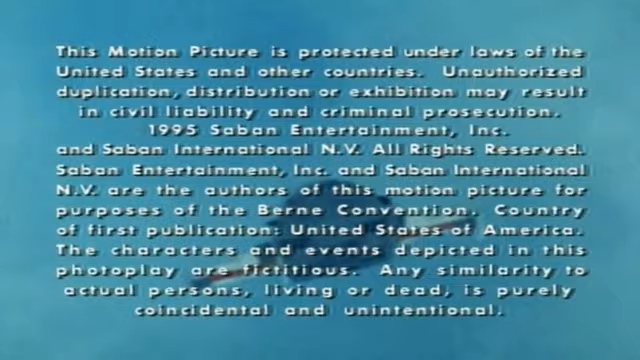 This Motion Picture is protected under laws of the
United States and other countries. Unauthorized
duplication, distribution or exhibition may result
in civil liability and criminal prosecution.
1995 Saban Entertainment, Inc.
and Saban International N.V. All Rights Reserved.
Saban Entertainment, Inc. and Saban International
N.V. are the authors of this motion picture for
purposes of the Berne Convention. Country
of first publication: United States of America.
The characters and events depicted in this
photoplay are fictitious. Any similarity to
actual persons, living or dead, is purely
coincidental and unintentional.